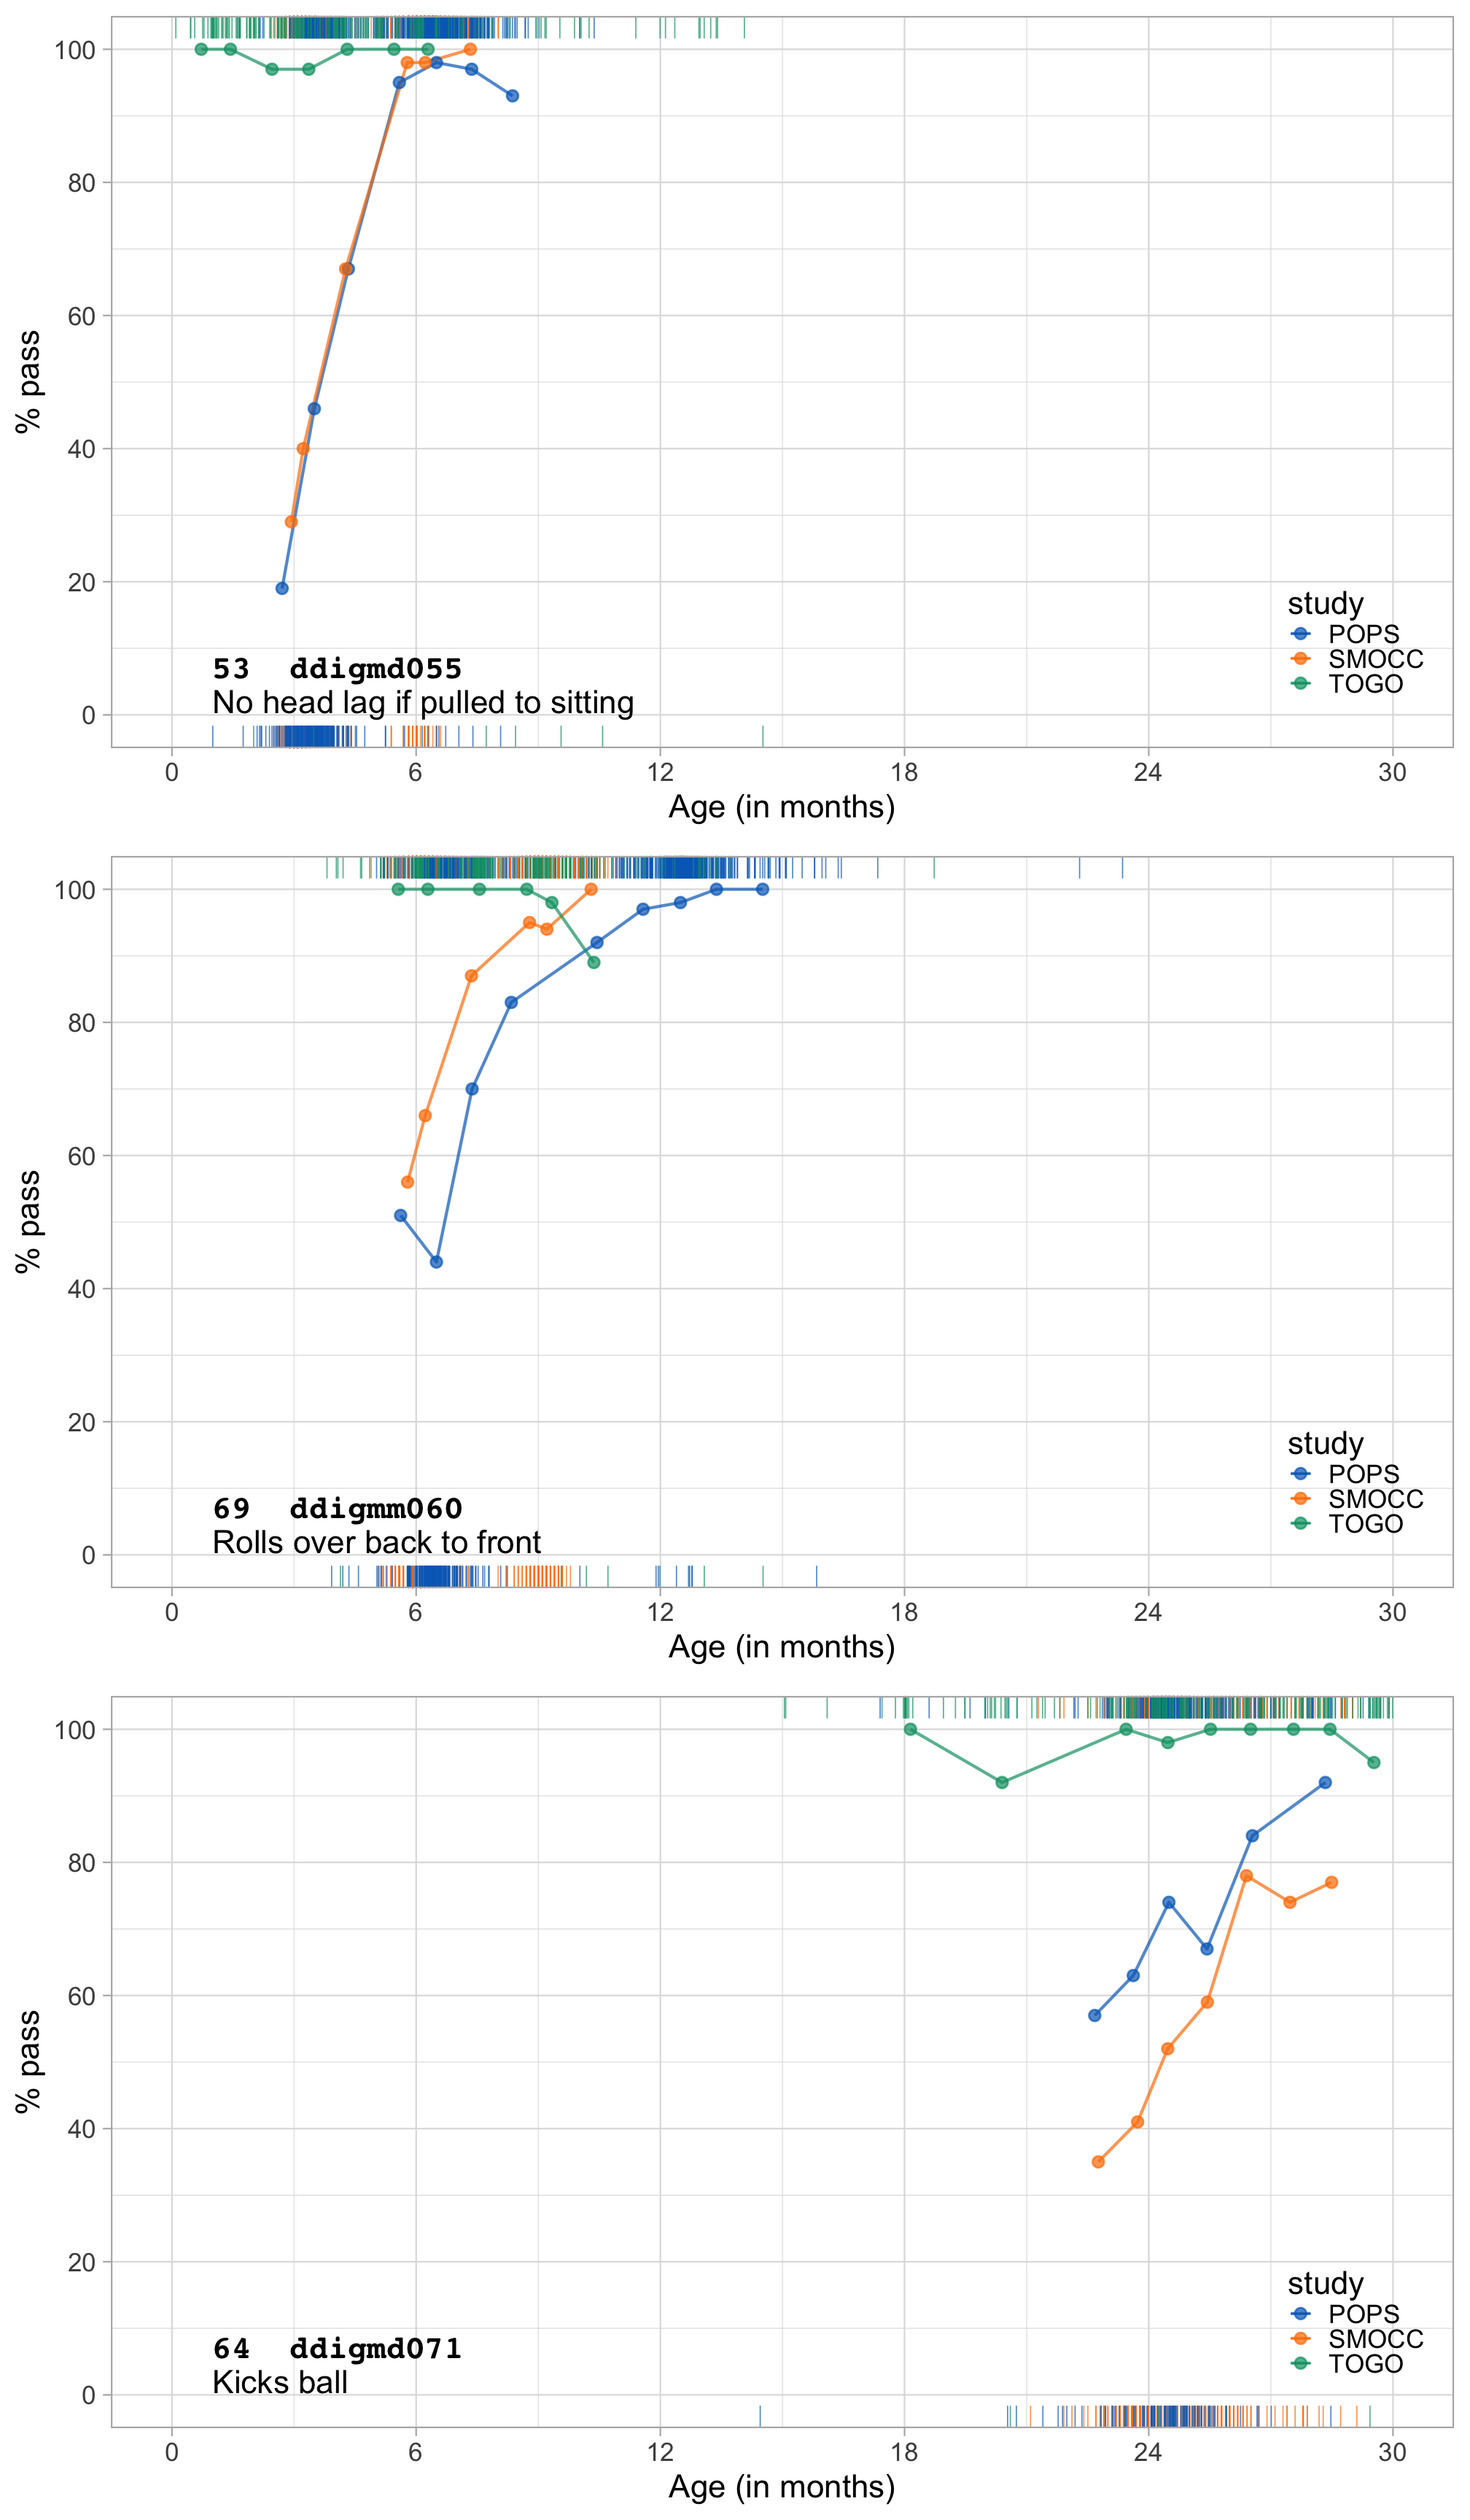 100
80
60
40
20
0
% pass
study
POPS
SMOCC
TOGO
53 ddigmd055
No head lag if pulled to sitting
0 6 12 18 24 30
Age (in months)
100
80
60
40
20
0
% pass
study
POPS
SMOCC
TOGO
69 ddigmm060
Rolls over back to front
0 6 12 18 24 30
Age (in months)
100
80
60
40
20
0
% pass
study
POPS
SMOCC
TOGO
64 ddigmd071
Kicks ball
0 6 12 18 24 30
Age (in months)